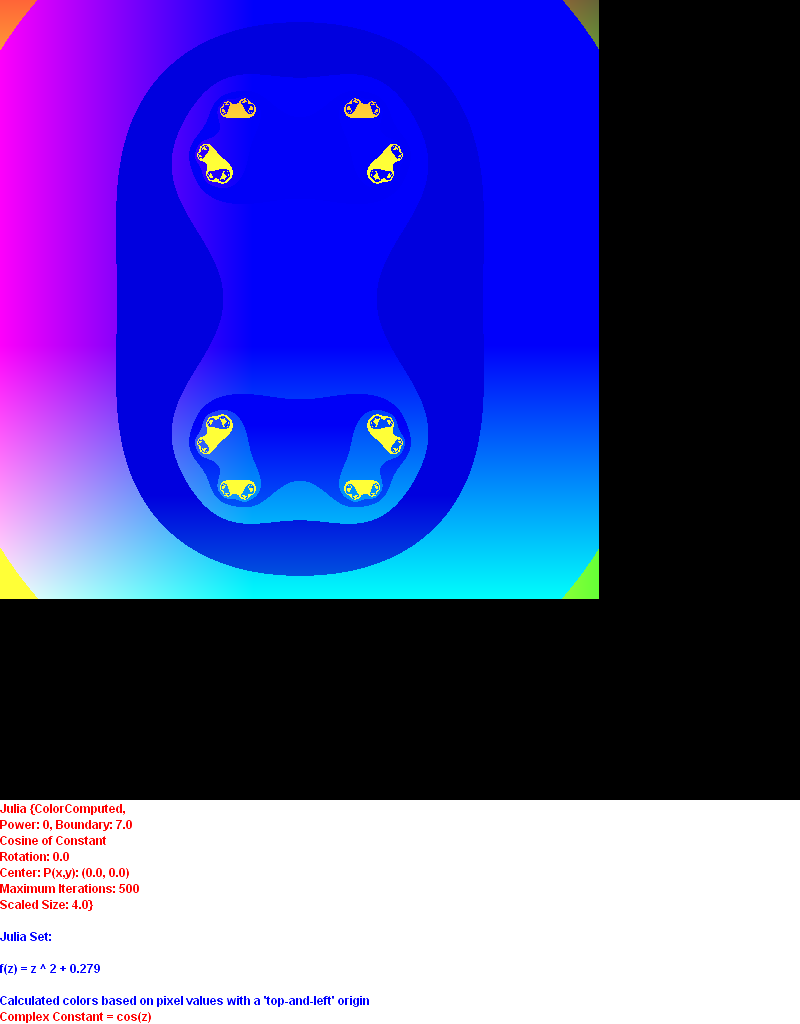 Julia {ColorComputed,
Power: 0, Boundary: 7.0
Cosine of Constant
Rotation: 0.0
Center: P(x,y): (0.0, 0.0)
Maximum Iterations: 500
Scaled Size: 4.0}
Julia Set:
f(z) = z ^ 2 + 0.279
Calculated colors based on pixel values with a 'top-and-left' origin
Complex Constant = cos(z)